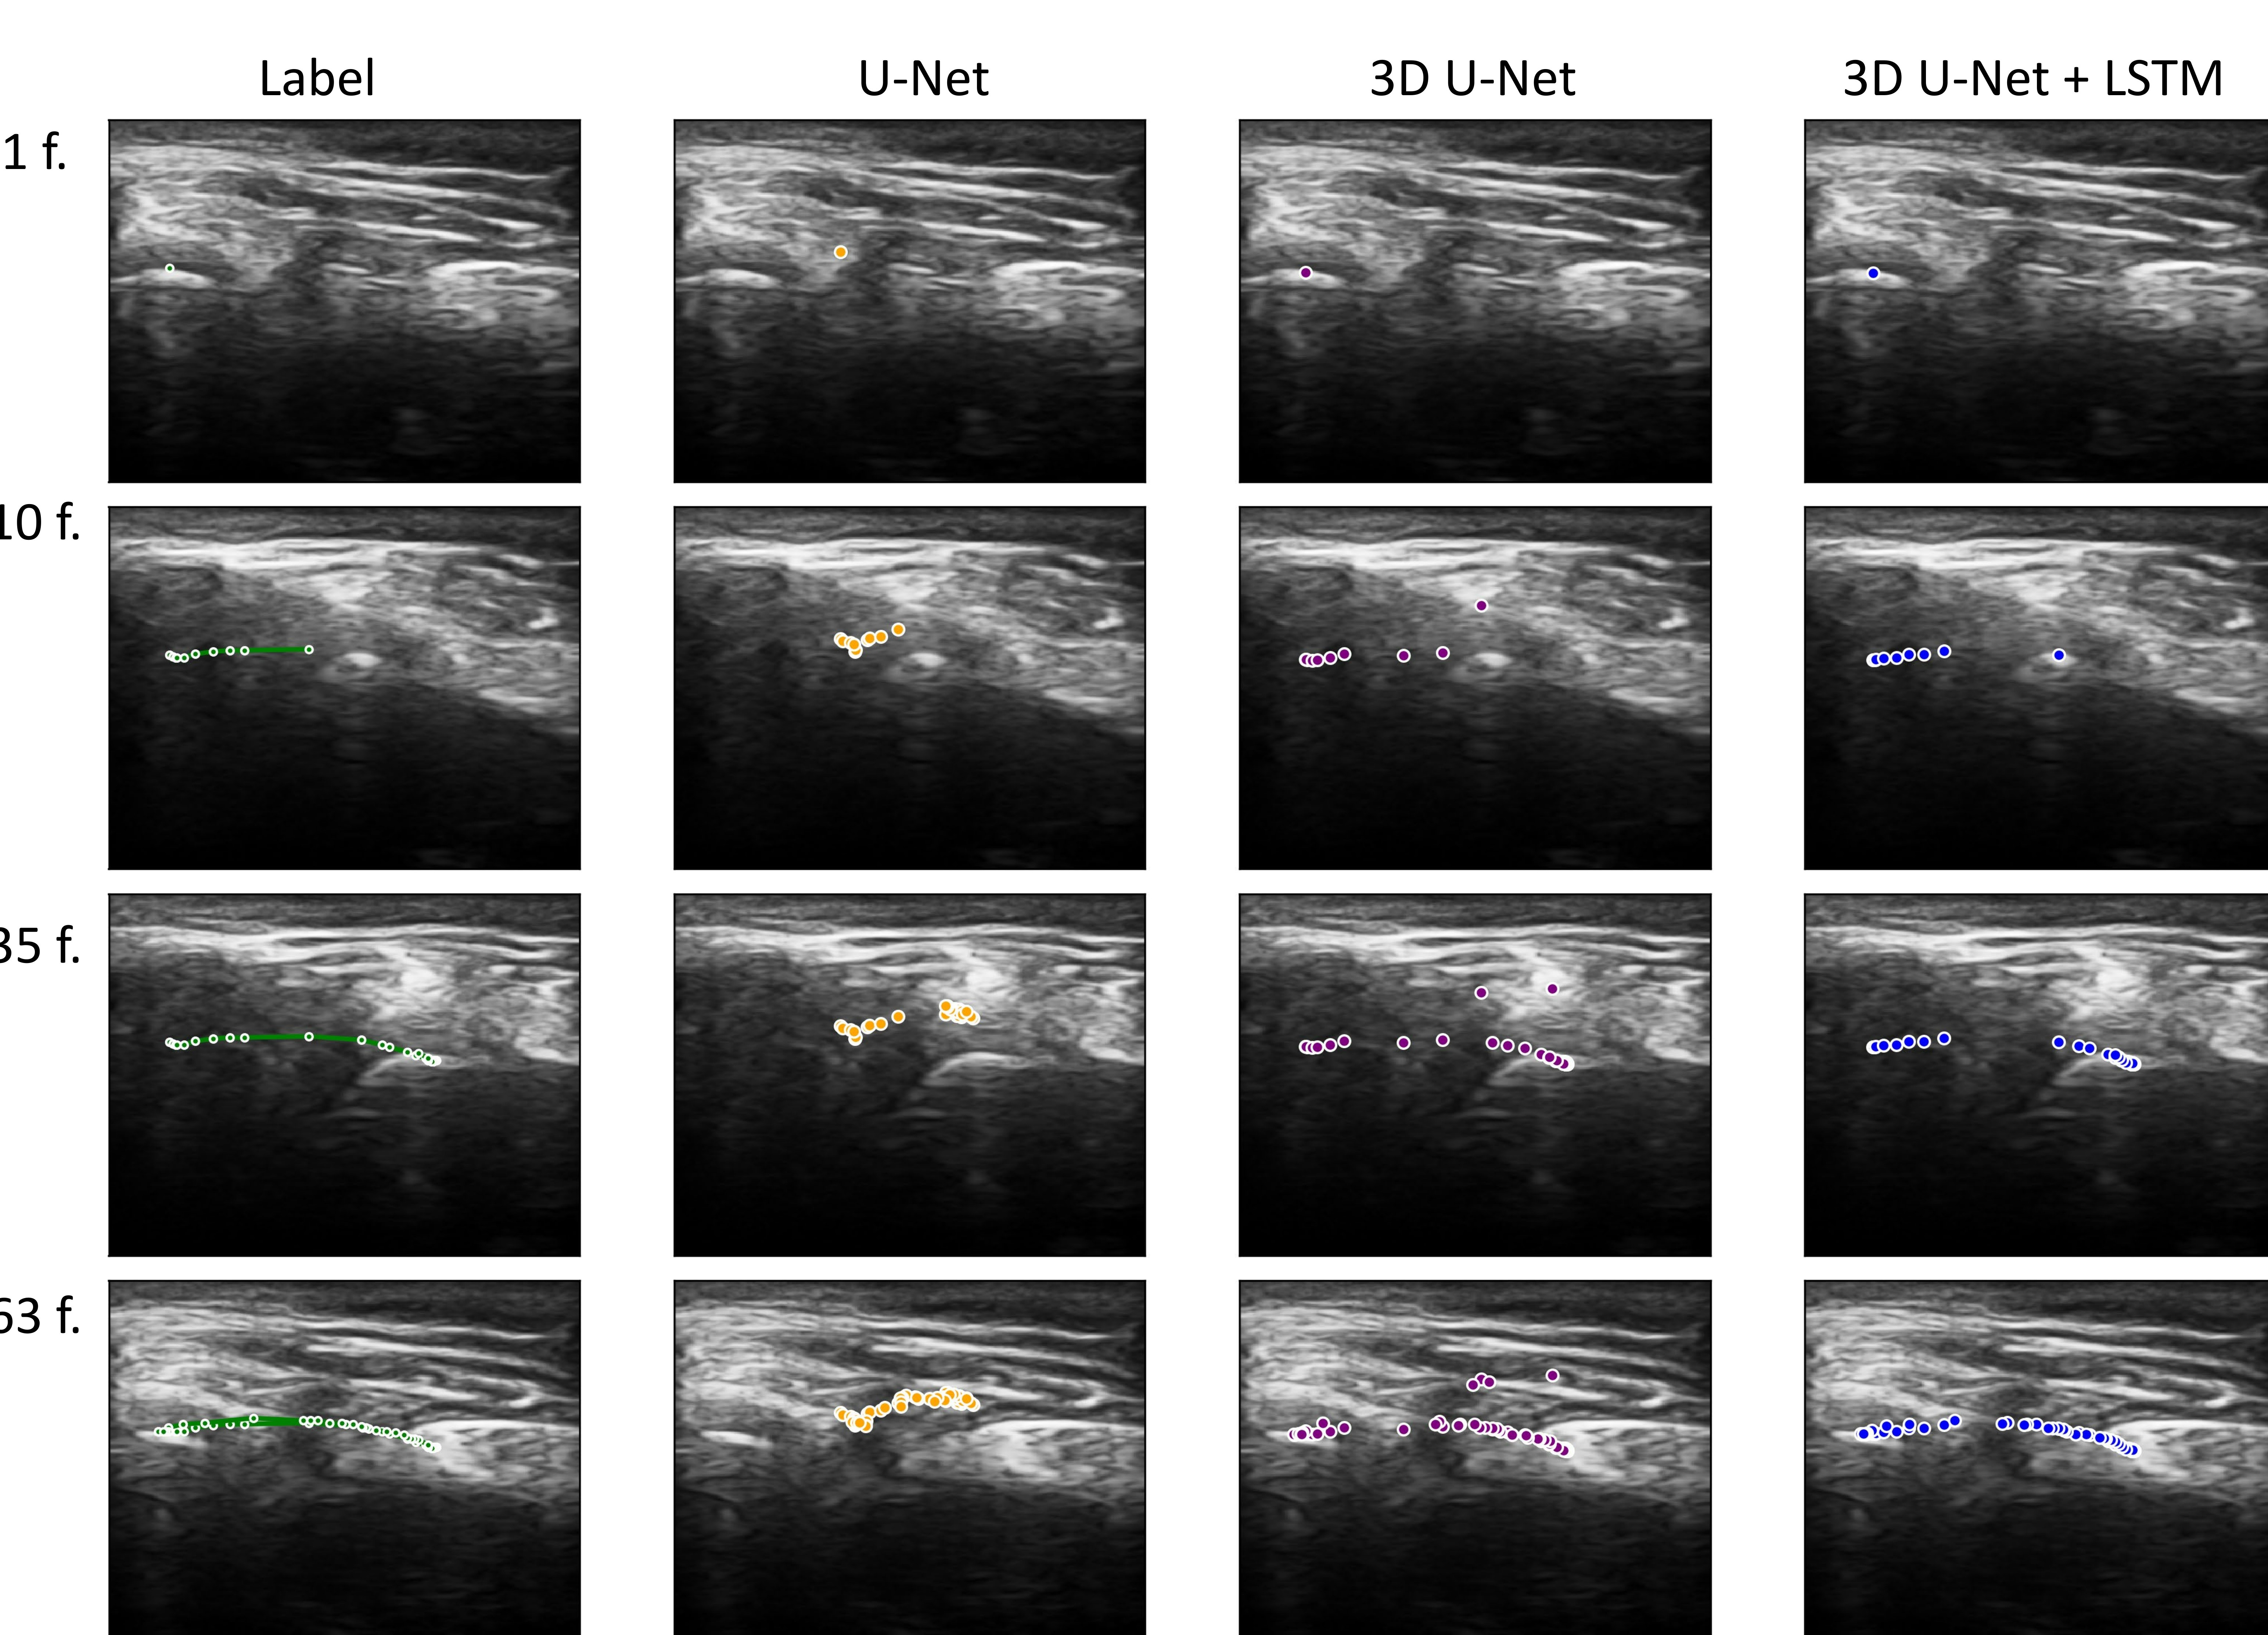 Label U-Net 3D U-Net 3D U-Net + LSTM
1 f.
10 f.
35 f.
63 f.